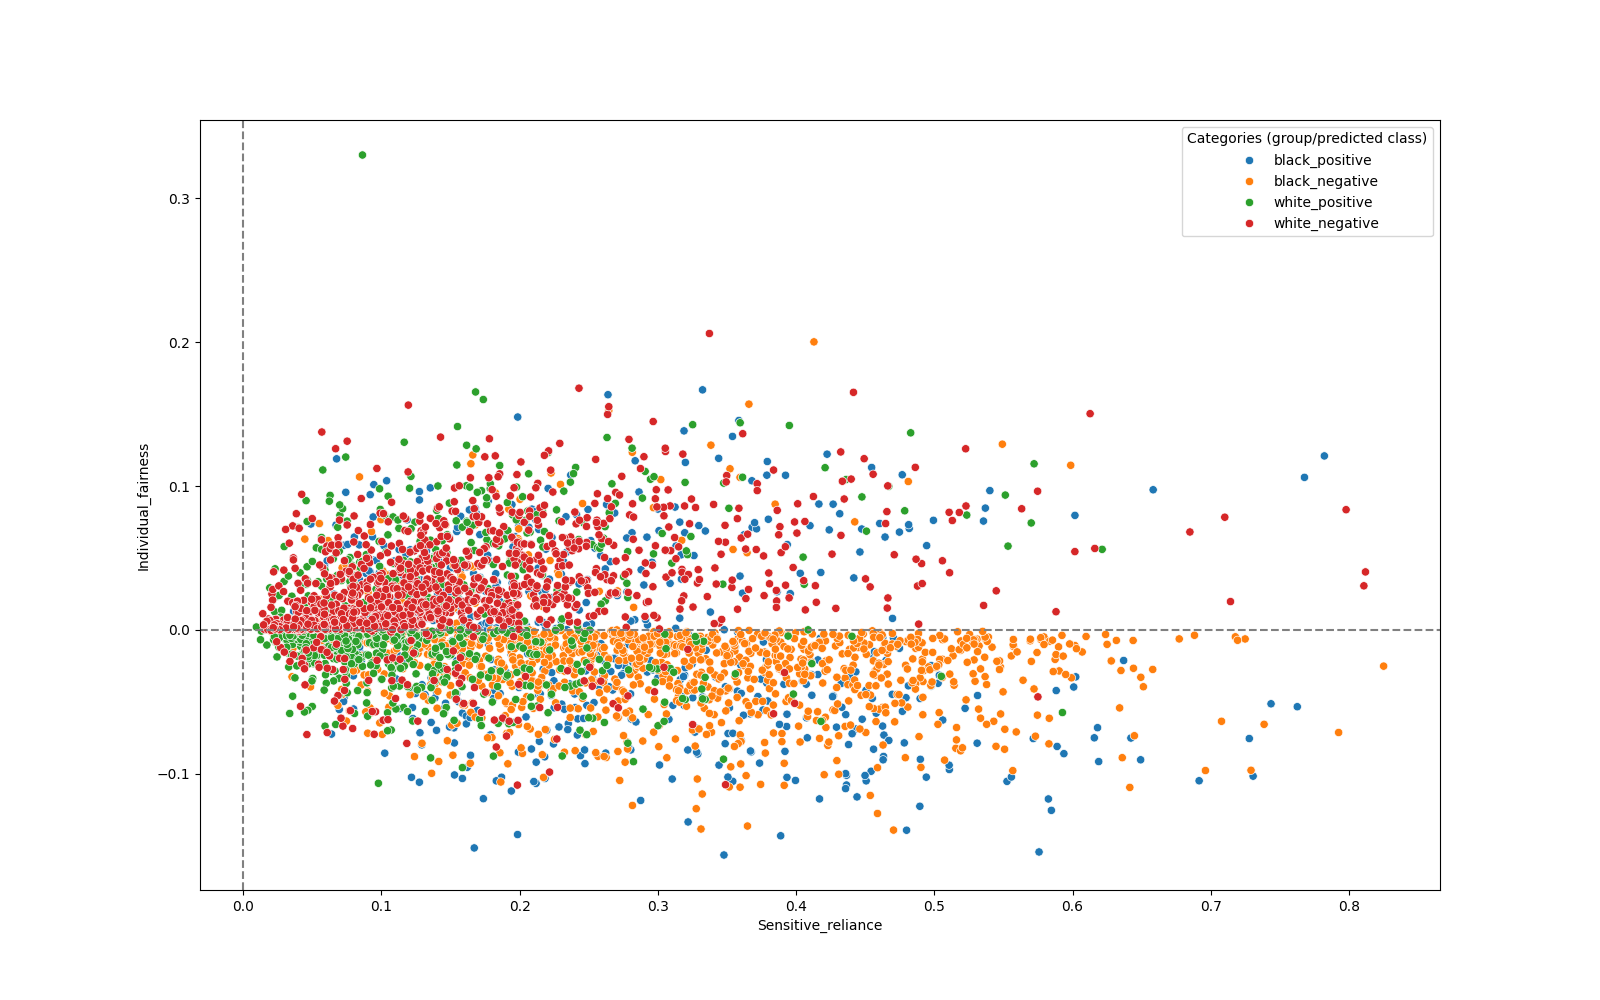 Categories (group/predicted class)
black_positive
black_negative
white_positive
white_negative
Individual_fairness
0.3
0.2
0.1
0.0
−0.1
0.0 0.1 0.2 0.3 0.4 0.5 0.6 0.7 0.8
Sensitive_reliance